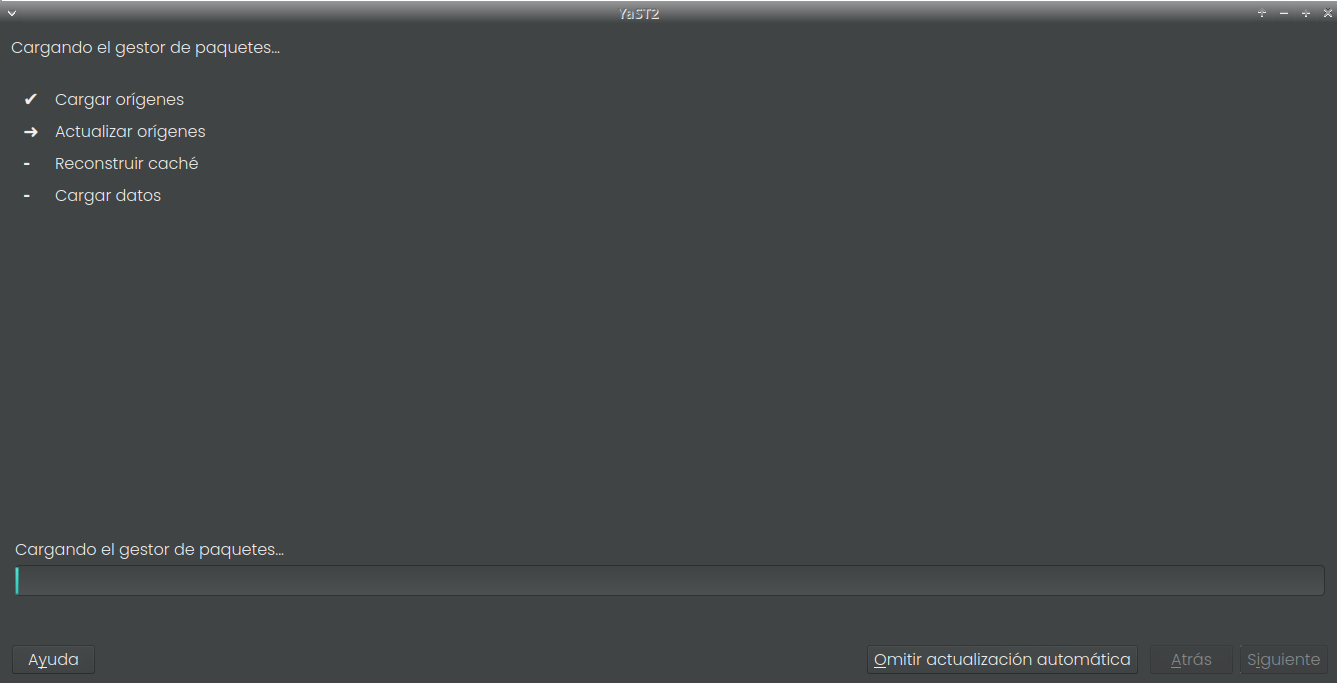 YaST2
Cargando el gestor de paquetes...
✔ Cargar orígenes
➜ Actualizar orígenes
- Reconstruir caché
- Cargar datos
Cargando el gestor de paquetes...
Ayuda Omitir actualización automática Atrás Siguiente